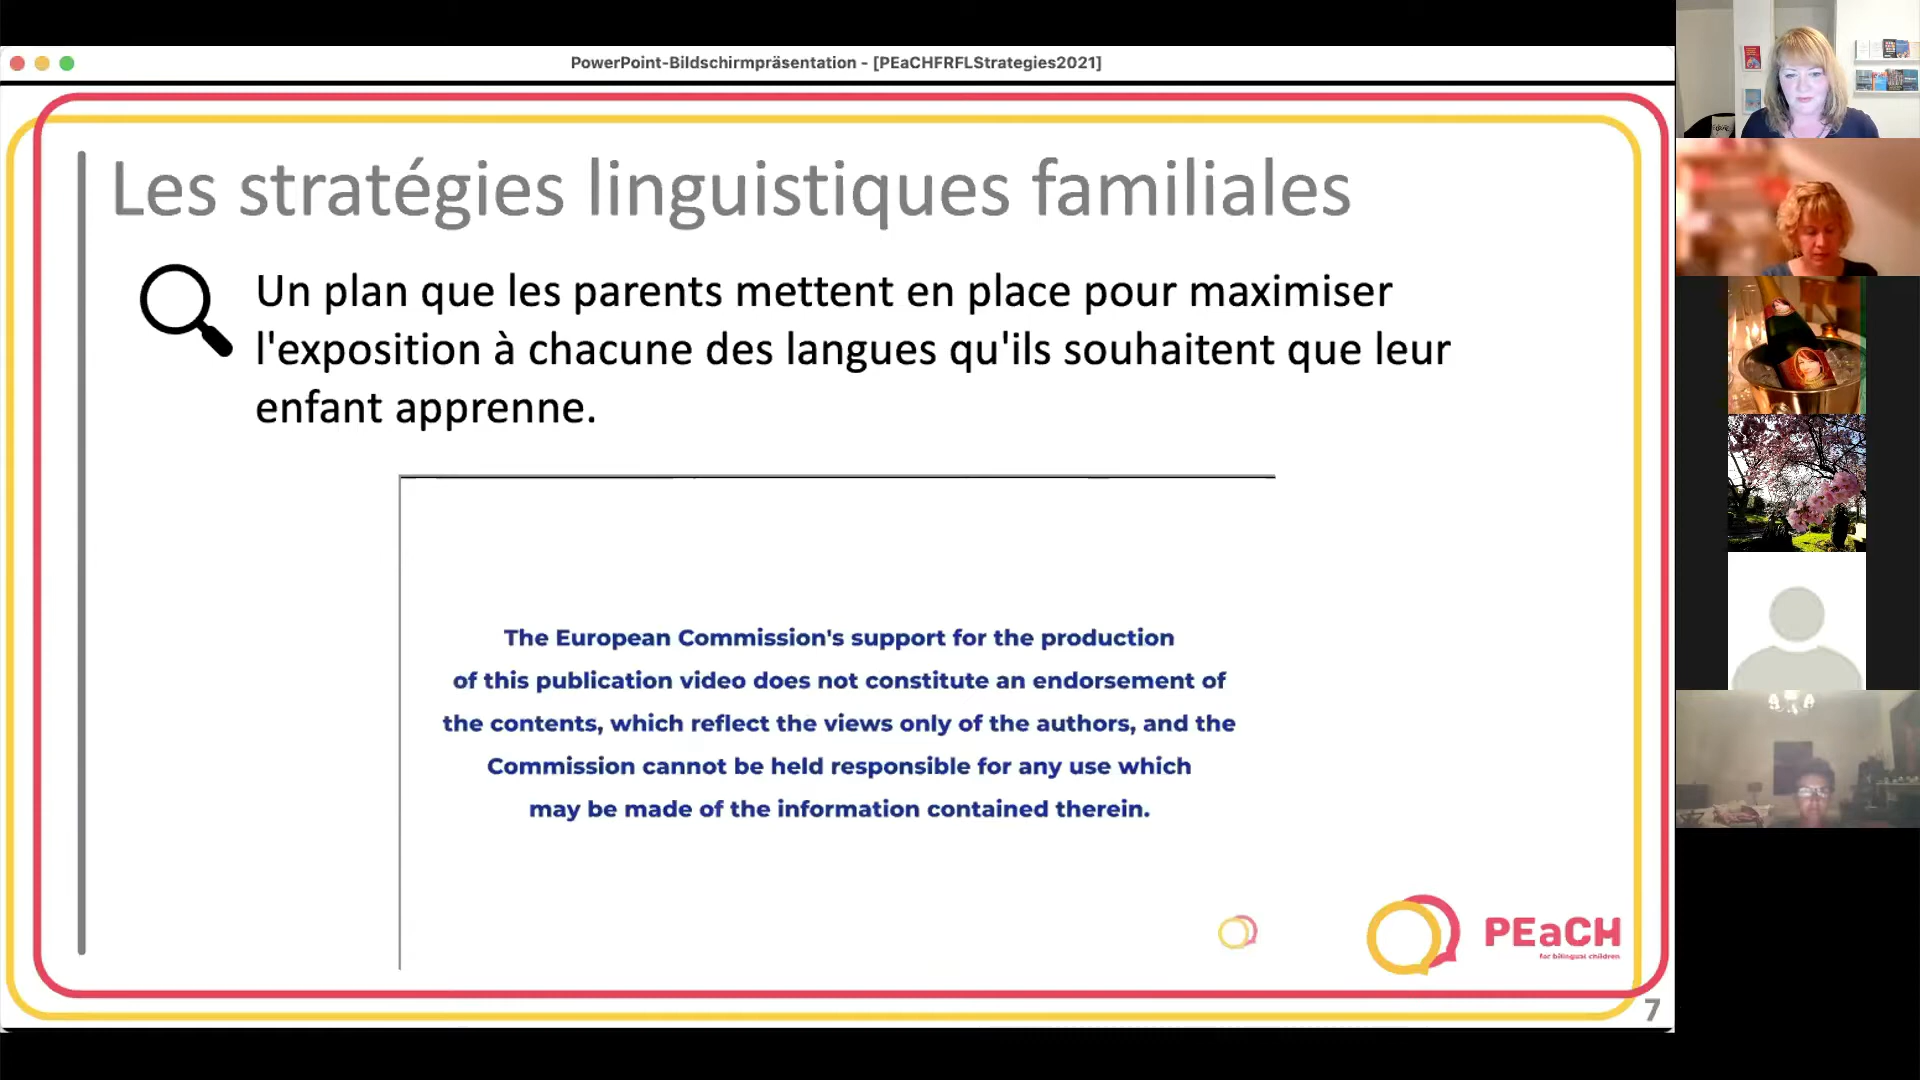 PowerPoint-Bildschirmpräsentation - [PEaCHFRFLStrategies2021]
Les stratégies linguistiques familiales
Un plan que les parents mettent en place pour maximiser
l'exposition à chacune des langues qu'ils souhaitent que leur
enfant apprenne.
The European Commission's support for the production
of this publication video does not constitute an endorsement of
the contents, which reflect the views only of the authors, and the
Commission cannot be held responsible for any use which
may be made of the information contained therein.
PEaCH
for bilingual children
7